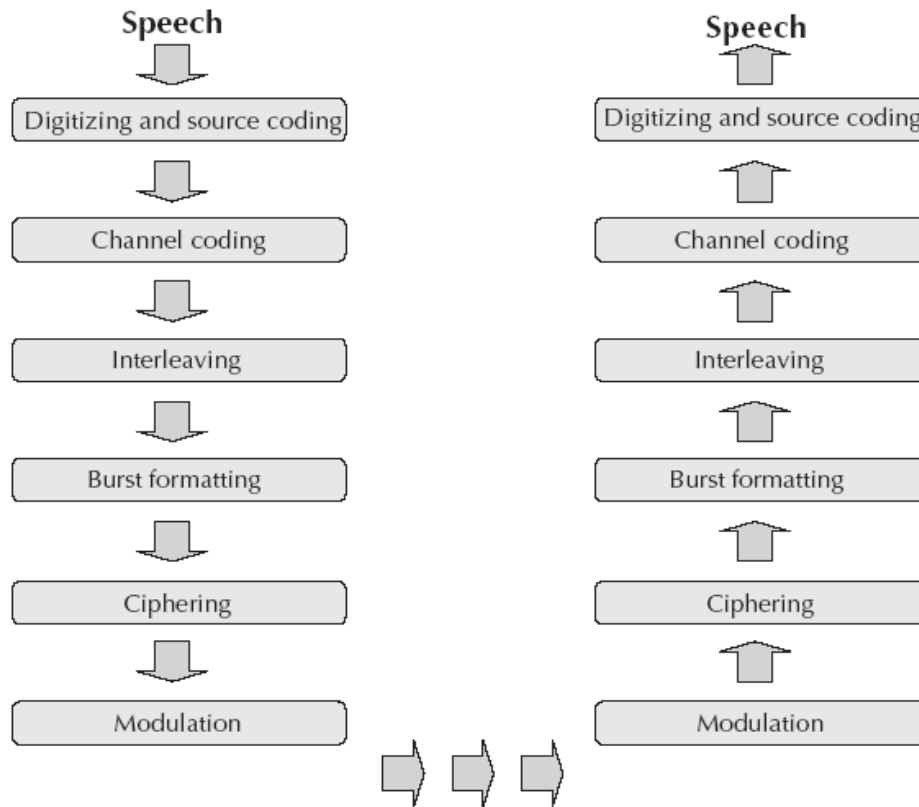 Speech
Digitizing and source coding
Channel coding
Interleaving
Burst formatting
Ciphering
Modulation
Speech
Digitizing and source coding
Channel coding
Interleaving
Burst formatting
Ciphering
Modulation